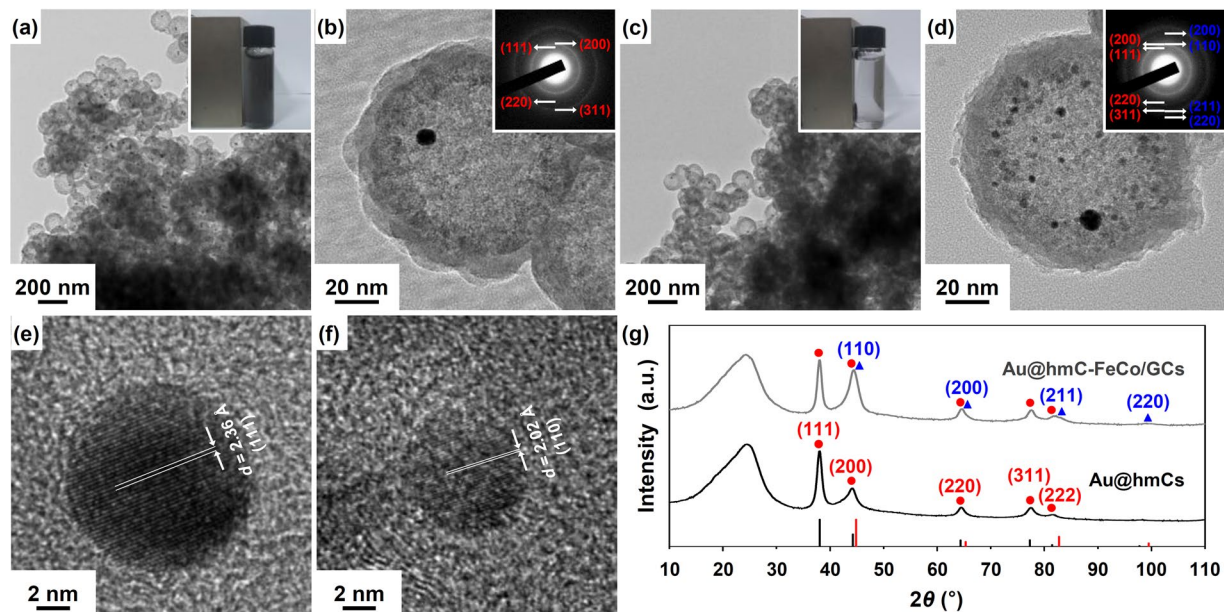 (a)
200 nm
(b)
(111)
(200)
(220)
(311)
20 nm
(c)
200 nm
(d)
(200)
(111)
(200)
(110)
(220)
(311)
(211)
(220)
20 nm
(e)
d = 2.36 Å
(111)
2 nm
(f)
d = 2.02 Å
(110)
2 nm
(g)
Intensity (a.u.)
(110)
(200)
(211)
(220)
Au@hmC-FeCo/GCs
(111)
(200)
(220)
(311)
(222)
Au@hmCs
10 20 30 40 50 60 70 80 90 100 110
2θ (°)